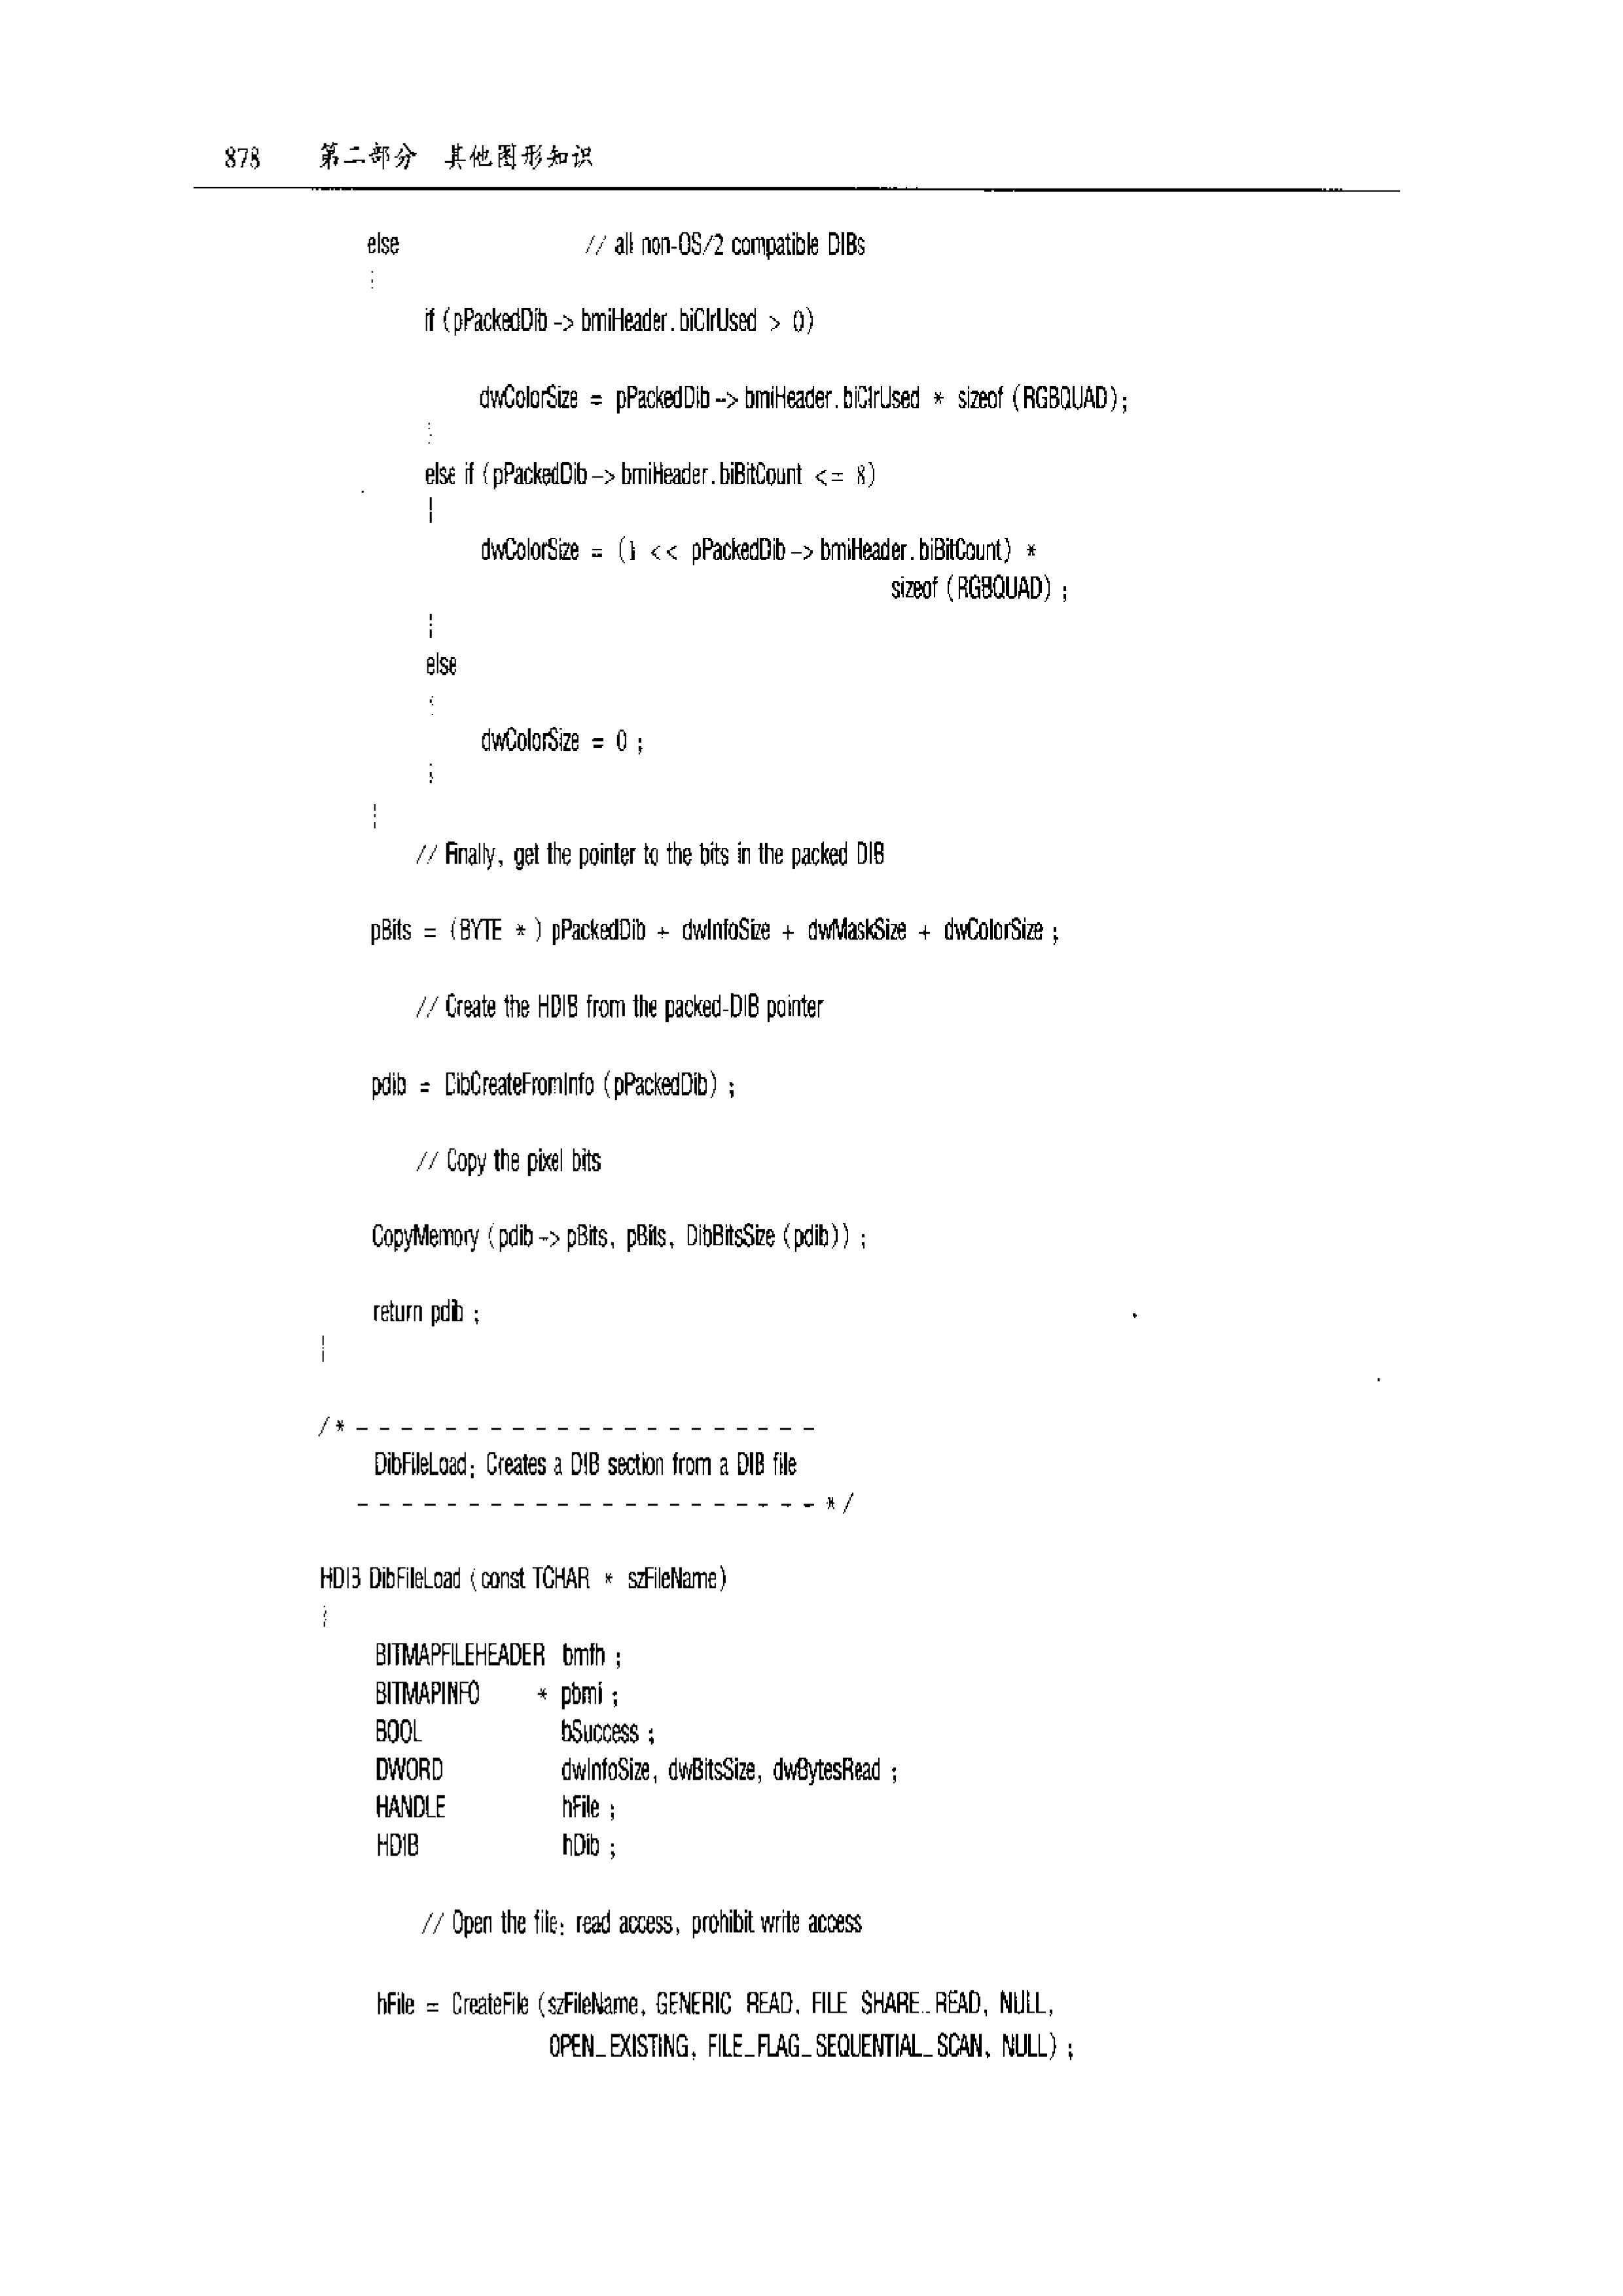 878 第二部分 其他图形知识
else // all non-OS/2 compatible DIBs
{
if (pPackedDib -> bmiHeader.biClrUsed > 0)
dwColorSize = pPackedDib -> bmiHeader.biClrUsed * sizeof (RGBQUAD);
}
else if (pPackedDib -> bmiHeader.biBitCount <= 8)
{
dwColorSize = (1 << pPackedDib -> bmiHeader.biBitCount) *
sizeof (RGBQUAD) ;
}
else
{
dwColorSize = 0 ;
}
}
// Finally, get the pointer to the bits in the packed DIB
pBits = (BYTE * ) pPackedDib + dwInfoSize + dwMaskSize + dwColorSize ;
// Create the HDIB from the packed-DIB pointer
pdib = DibCreateFromInfo (pPackedDib) ;
// Copy the pixel bits
CopyMemory (pdib -> pBits, pBits, DibBitsSize (pdib)) ;
return pdib ;
}
/* - - - - - - - - - - - - - - - - - - - - -
DibFileLoad: Creates a DIB section from a DIB file
- - - - - - - - - - - - - - - - - - - - - */
HDIB DibFileLoad (const TCHAR * szFileName)
{
BITMAPFILEHEADER bmfh ;
BITMAPINFO * pbmi ;
BOOL bSuccess ;
DWORD dwInfoSize, dwBitsSize, dwBytesRead ;
HANDLE hFile ;
HDIB hDib ;
// Open the file: read access, prohibit write access
hFile = CreateFile (szFileName, GENERIC_READ, FILE_SHARE_READ, NULL,
OPEN_EXISTING, FILE_FLAG_SEQUENTIAL_SCAN, NULL) ;